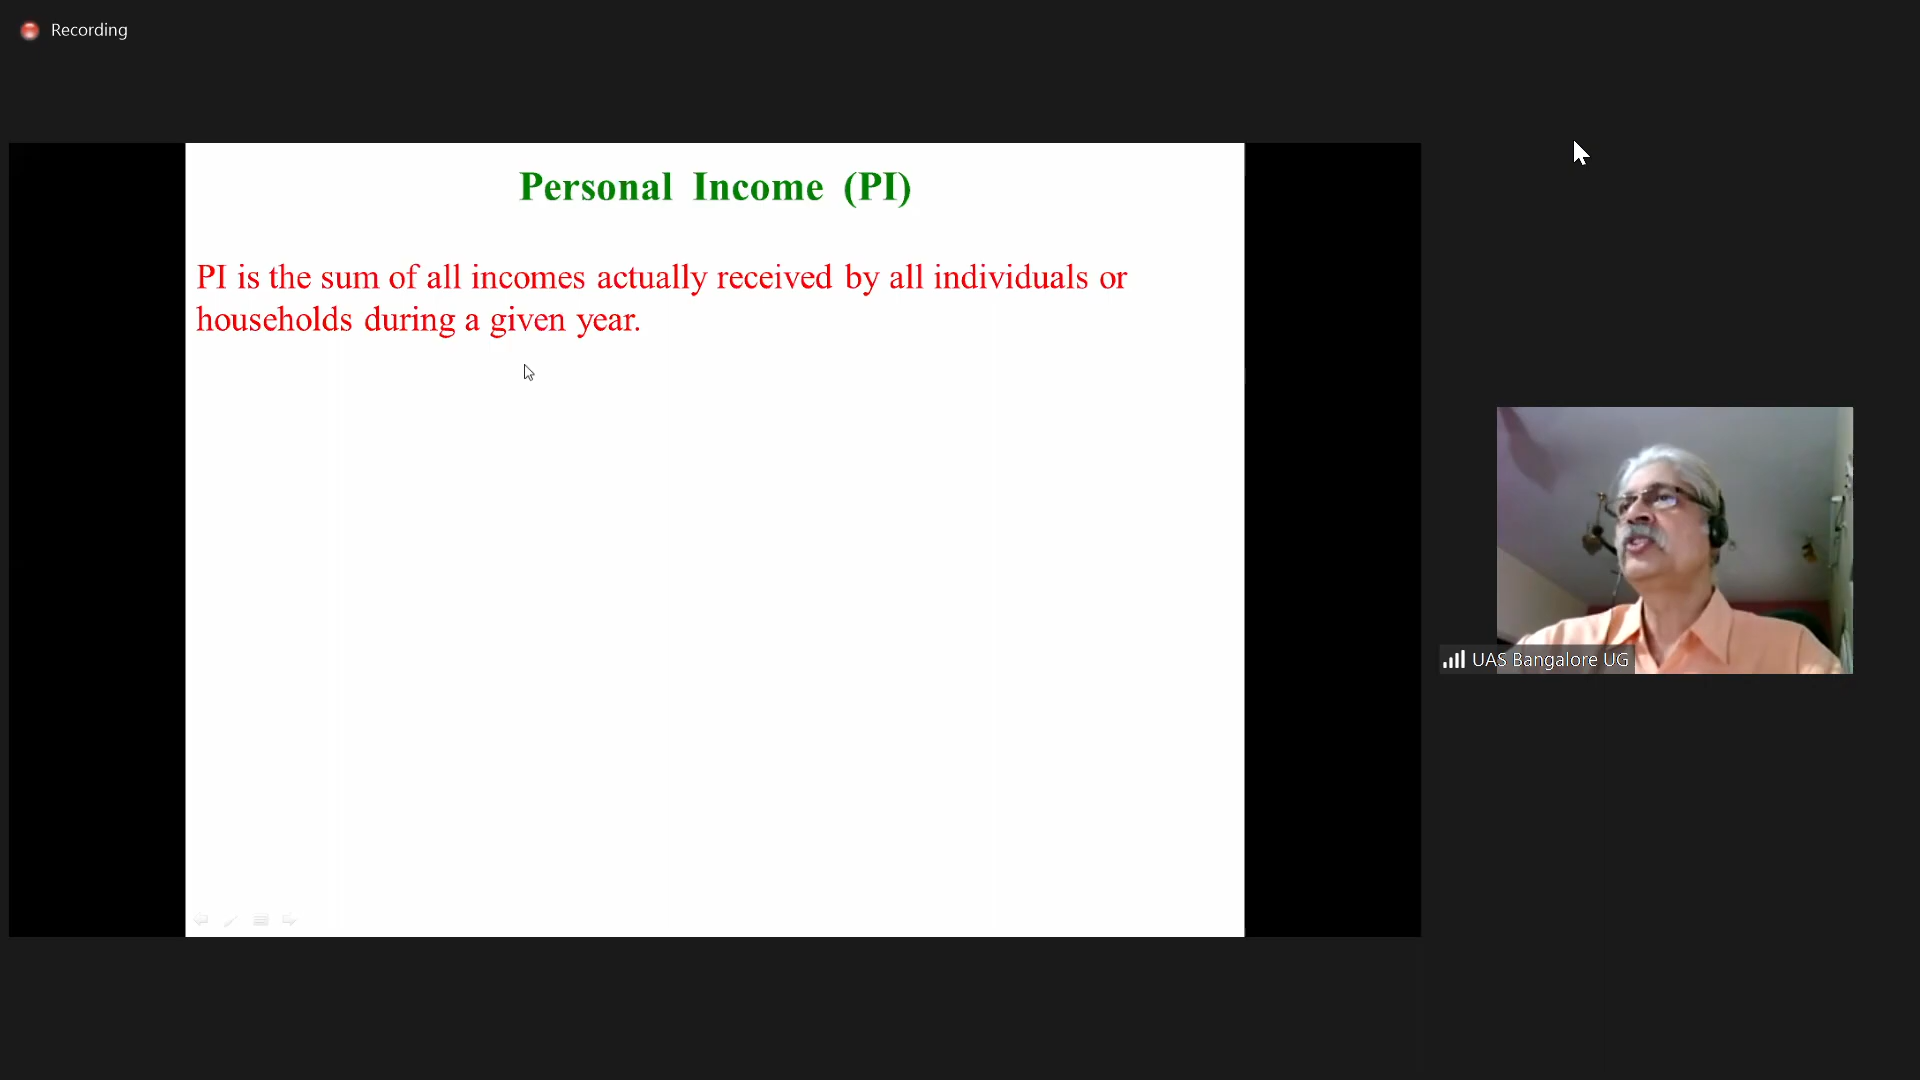 Recording
Personal Income (PI)
PI is the sum of all incomes actually received by all individuals or
households during a given year.
UAS Bangalore UG